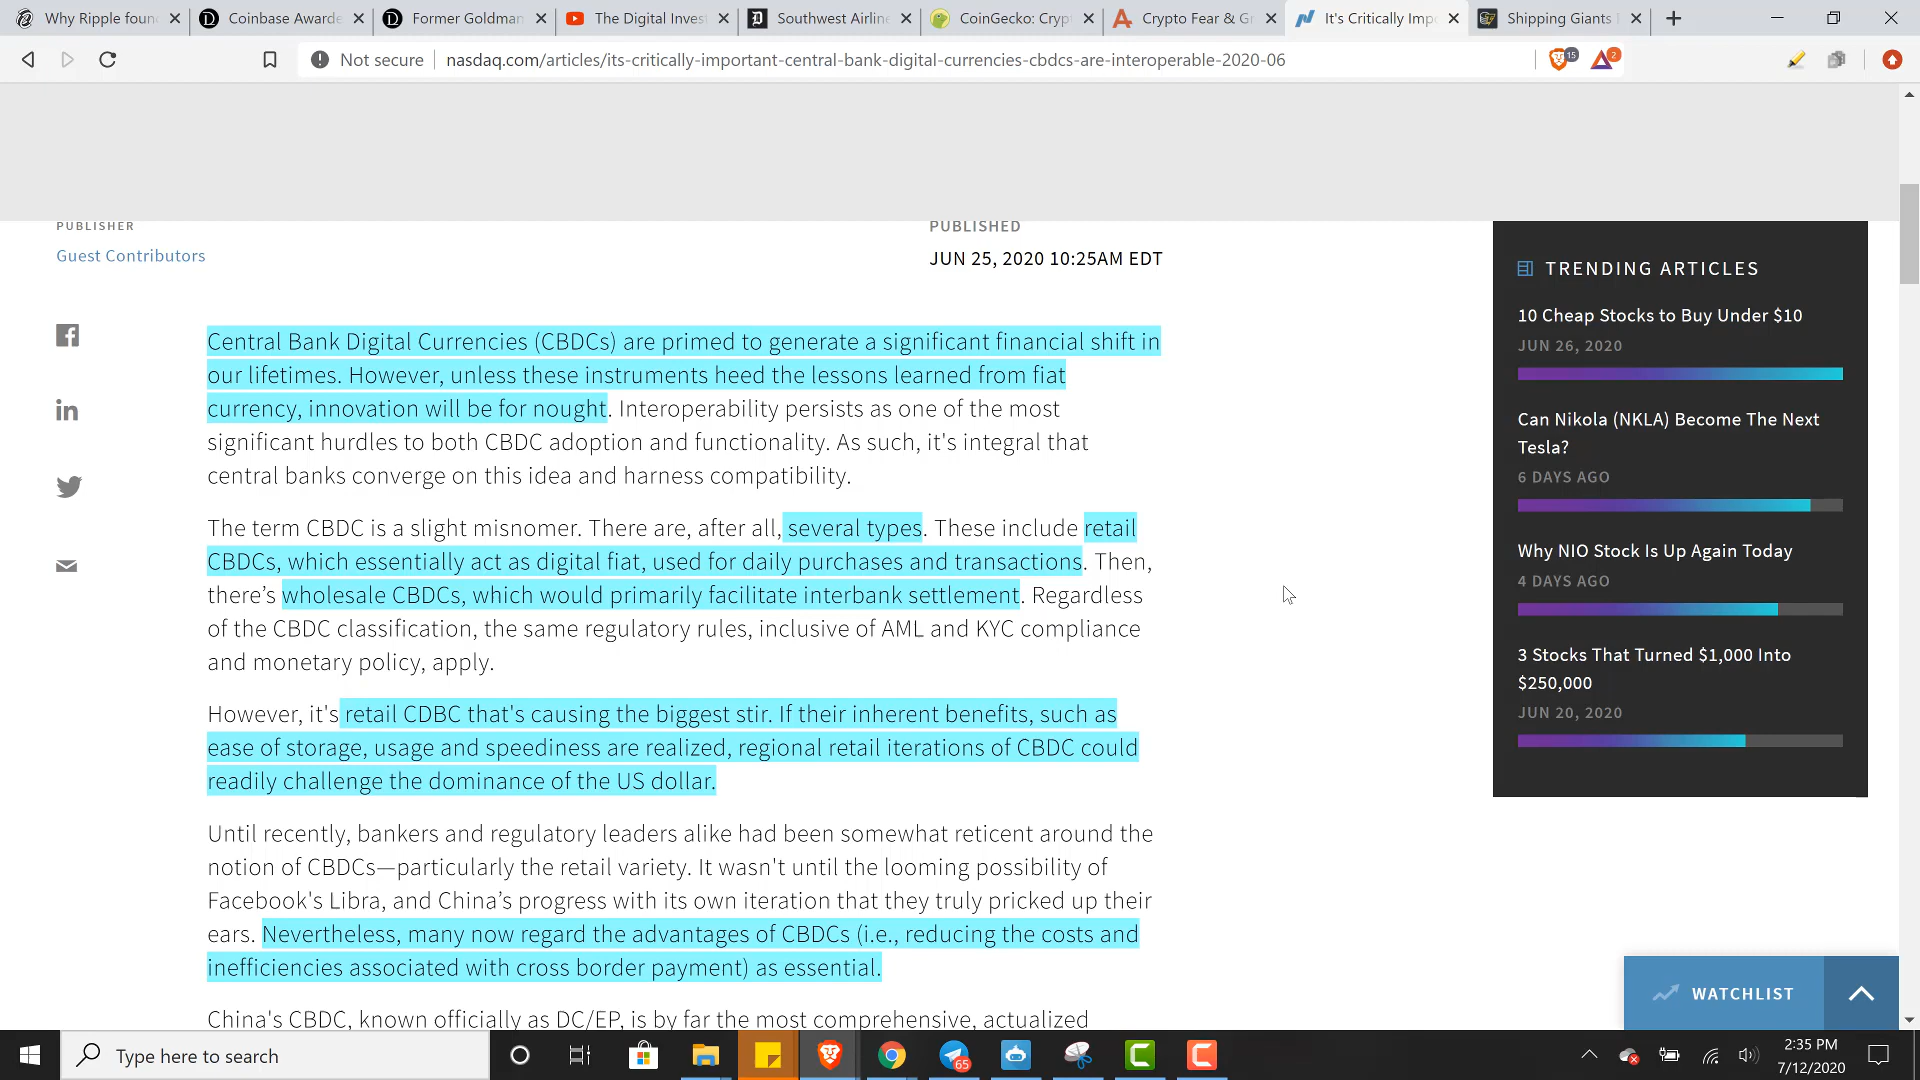 Why Ripple foun
Coinbase Awarde
Former Goldman
The Digital Invest
Southwest Airline
CoinGecko: Crypt
Crypto Fear & Gr
It's Critically Imp
Shipping Giants
Not secure
nasdaq.com/articles/its-critically-important-central-bank-digital-currencies-cbdcs-are-interoperable-2020-06
15
2
PUBLISHER
Guest Contributors
PUBLISHED
JUN 25, 2020 10:25AM EDT
Central Bank Digital Currencies (CBDCs) are primed to generate a significant financial shift in
our lifetimes. However, unless these instruments heed the lessons learned from fiat
currency, innovation will be for nought. Interoperability persists as one of the most
significant hurdles to both CBDC adoption and functionality. As such, it's integral that
central banks converge on this idea and harness compatibility.
The term CBDC is a slight misnomer. There are, after all, several types. These include retail
CBDCs, which essentially act as digital fiat, used for daily purchases and transactions. Then,
there's wholesale CBDCs, which would primarily facilitate interbank settlement. Regardless
of the CBDC classification, the same regulatory rules, inclusive of AML and KYC compliance
and monetary policy, apply.
However, it's retail CDBC that's causing the biggest stir. If their inherent benefits, such as
ease of storage, usage and speediness are realized, regional retail iterations of CBDC could
readily challenge the dominance of the US dollar.
Until recently, bankers and regulatory leaders alike had been somewhat reticent around the
notion of CBDCs—particularly the retail variety. It wasn't until the looming possibility of
Facebook's Libra, and China's progress with its own iteration that they truly pricked up their
ears. Nevertheless, many now regard the advantages of CBDCs (i.e., reducing the costs and
inefficiencies associated with cross border payment) as essential.
China's CBDC, known officially as DC/EP, is by far the most comprehensive, actualized
TRENDING ARTICLES
10 Cheap Stocks to Buy Under $10
JUN 26, 2020
Can Nikola (NKLA) Become The Next
Tesla?
6 DAYS AGO
Why NIO Stock Is Up Again Today
4 DAYS AGO
3 Stocks That Turned $1,000 Into
$250,000
JUN 20, 2020
WATCHLIST
Type here to search
65
2:35 PM
7/12/2020